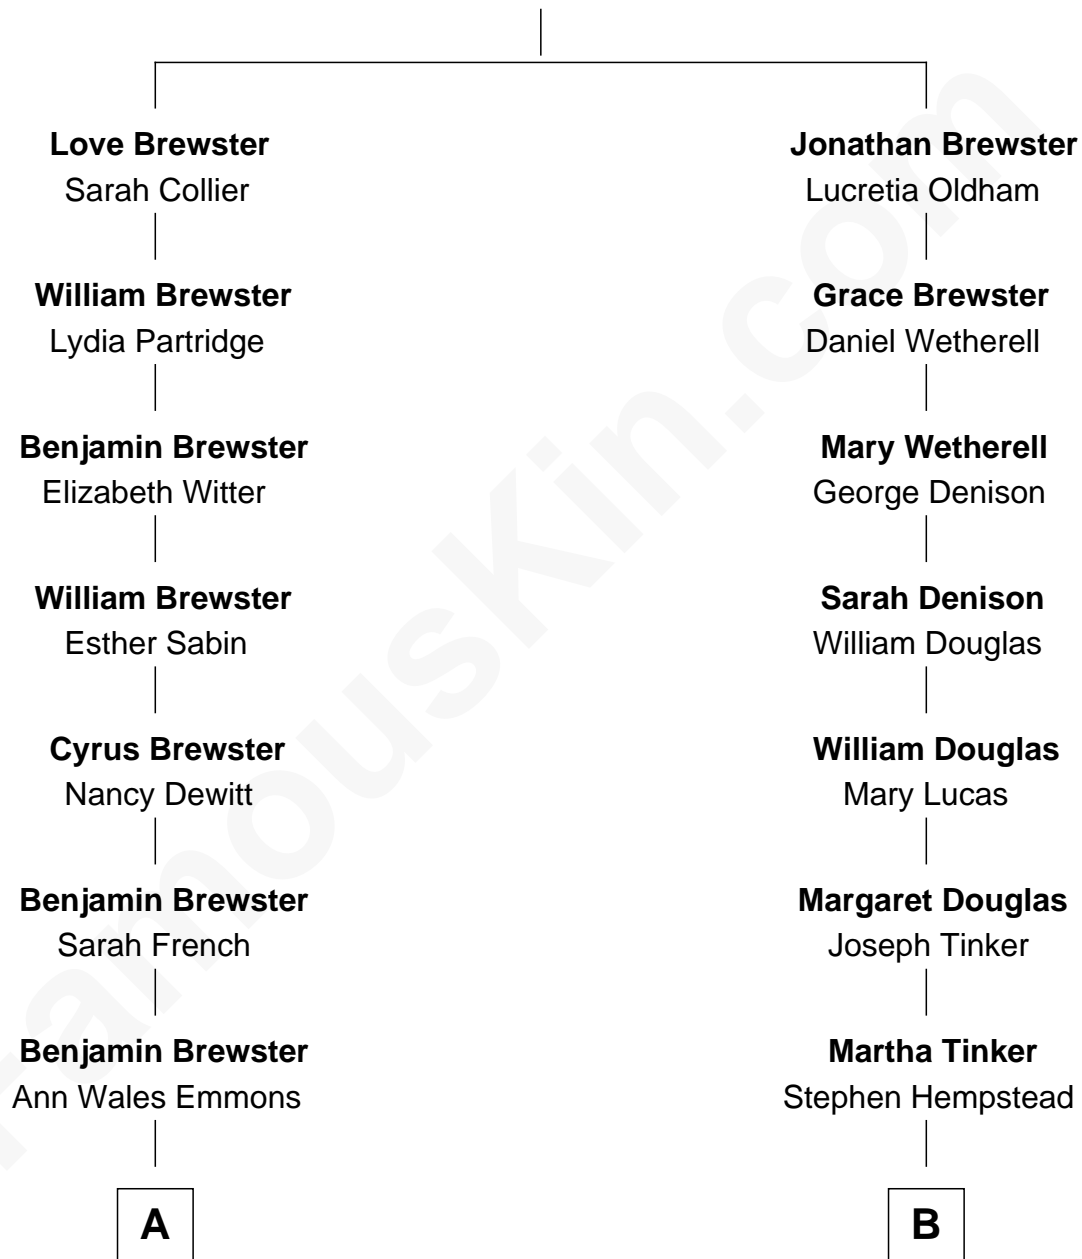 Love Brewster
Sarah Collier
William Brewster
Lydia Partridge
Benjamin Brewster
Elizabeth Witter
William Brewster
Esther Sabin
Cyrus Brewster
Nancy Dewitt
Benjamin Brewster
Sarah French
Benjamin Brewster
Ann Wales Emmons
A
Jonathan Brewster
Lucretia Oldham
Grace Brewster
Daniel Wetherell
Mary Wetherell
George Denison
Sarah Denison
William Douglas
William Douglas
Mary Lucas
Margaret Douglas
Joseph Tinker
Martha Tinker
Stephen Hempstead
B
FamousKin.com